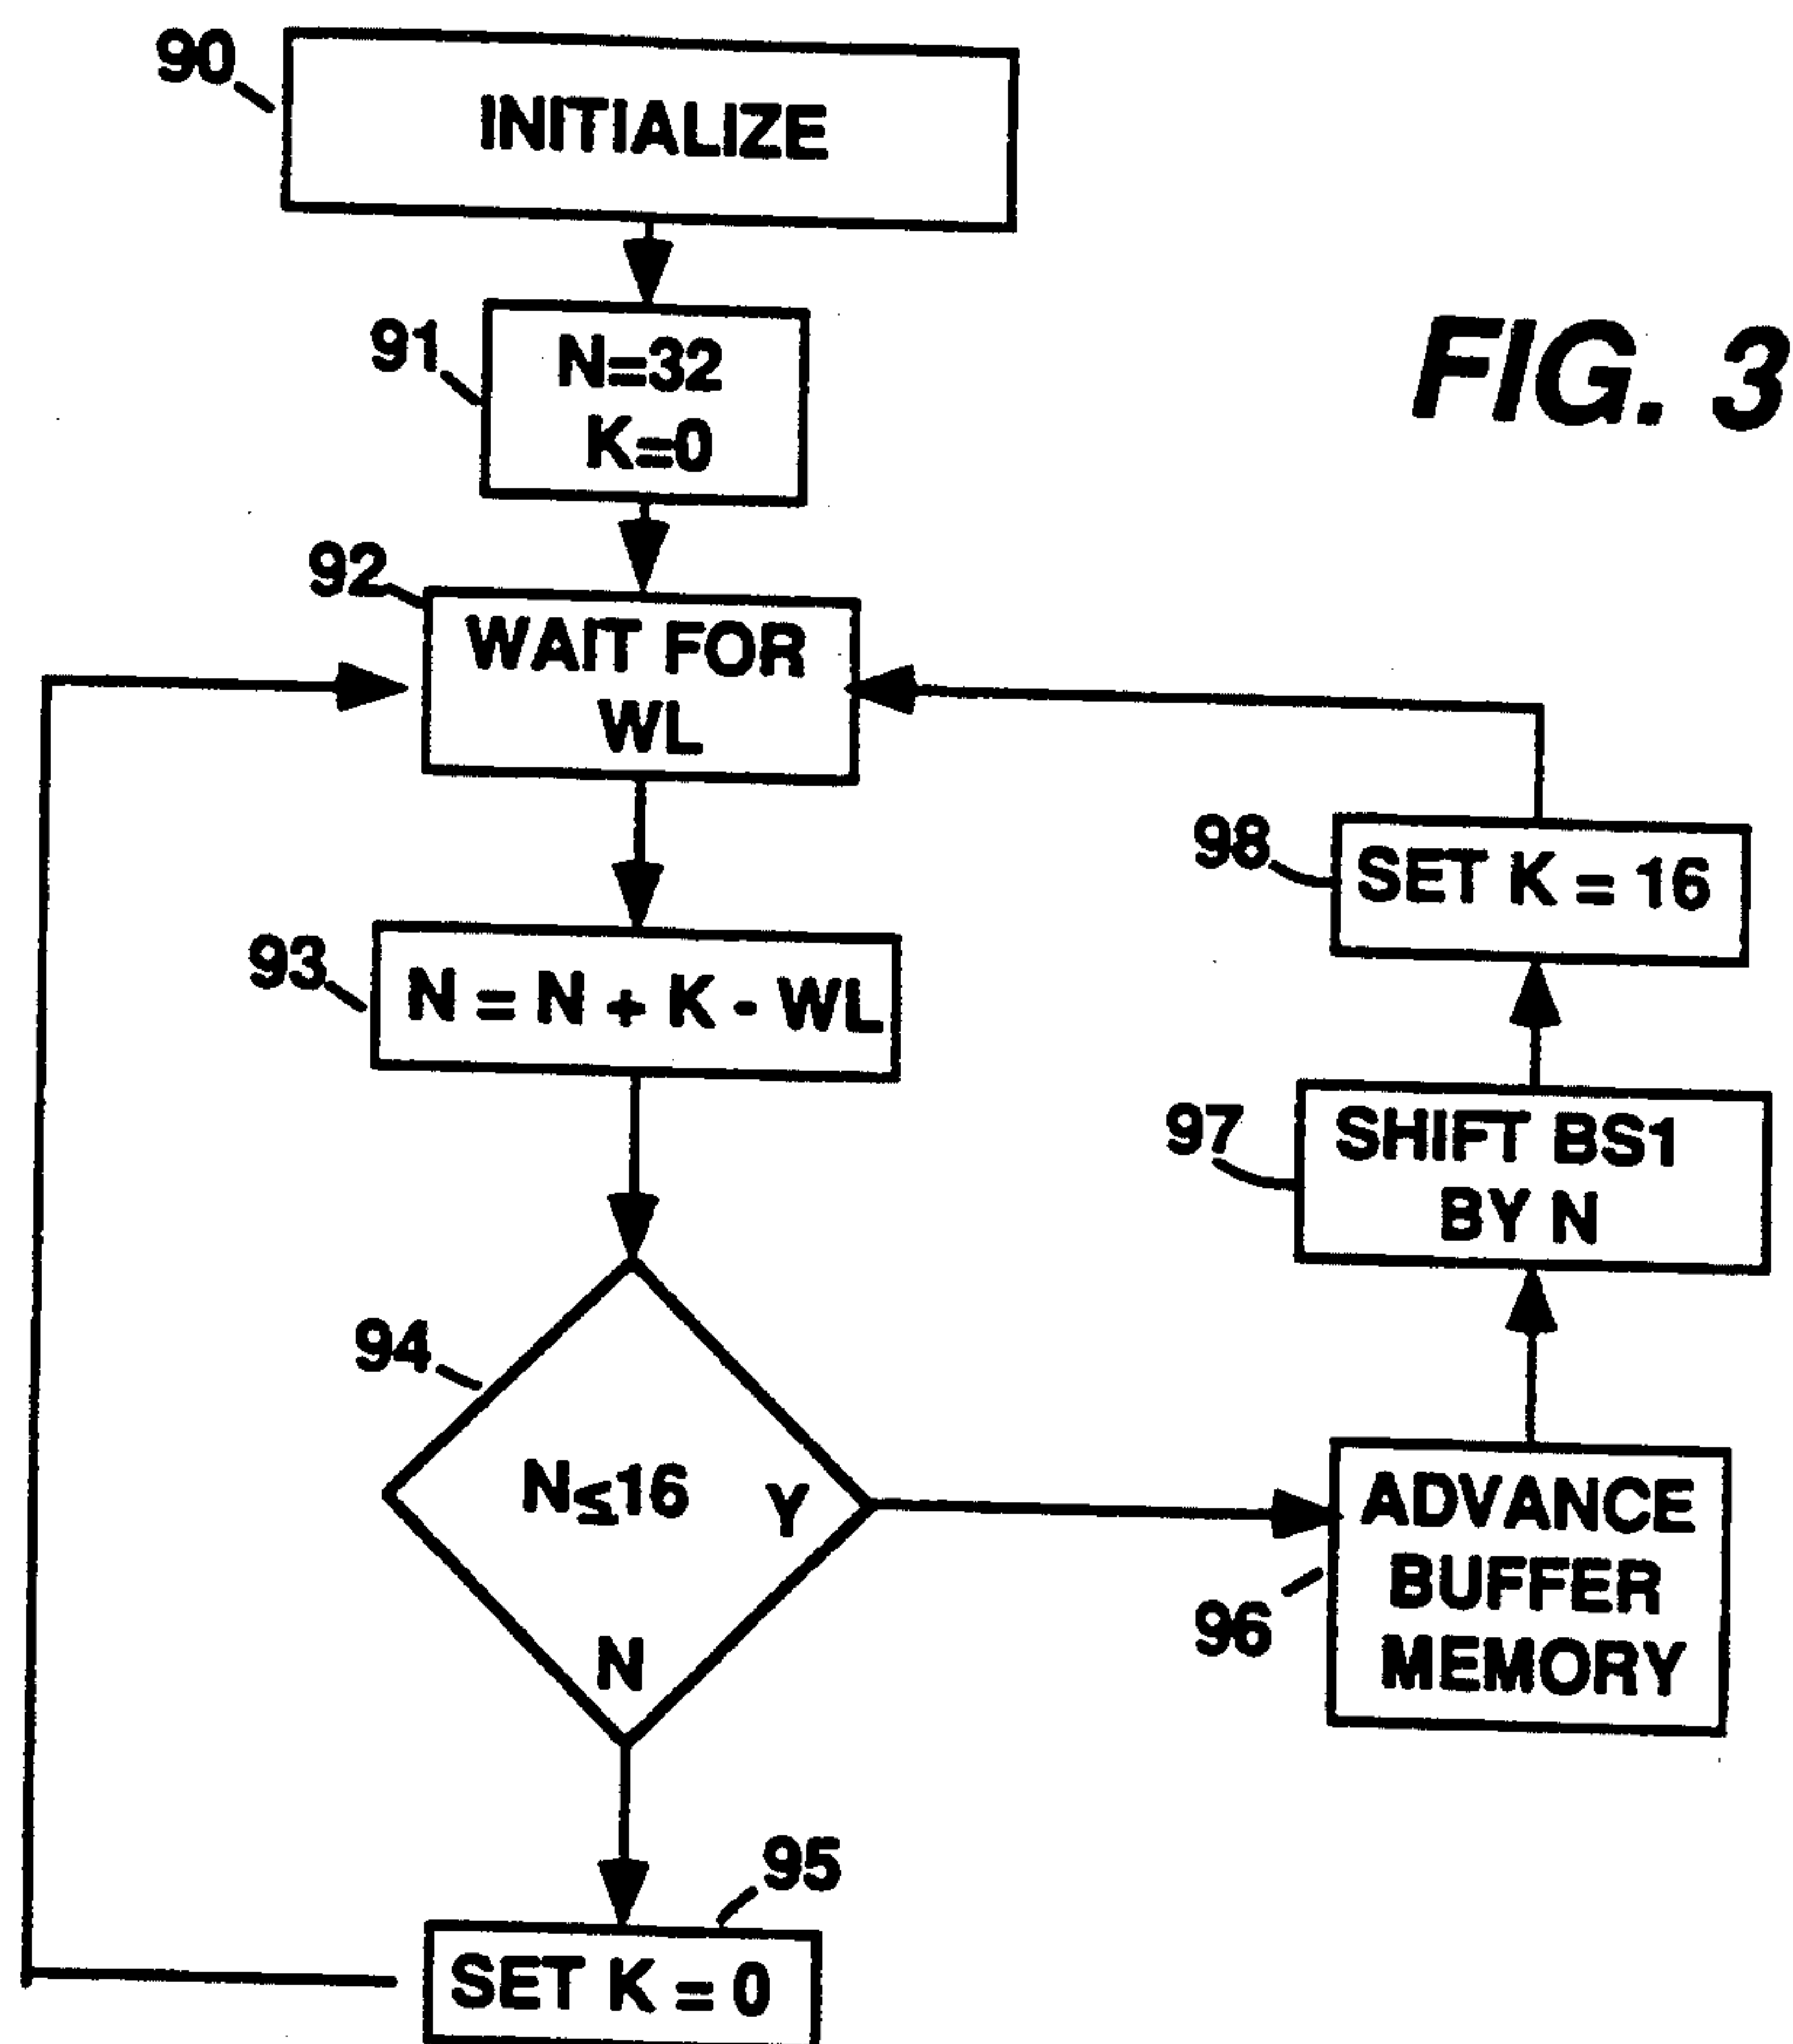 90
INITIALIZE
FIG. 3
91
N=32
K=0
92
WAIT FOR
WL
93
N = N + K - WL
94
N≤16
Y
N
95
SET K = 0
96
ADVANCE
BUFFER
MEMORY
97
SHIFT BS1
BY N
98
SET K = 16